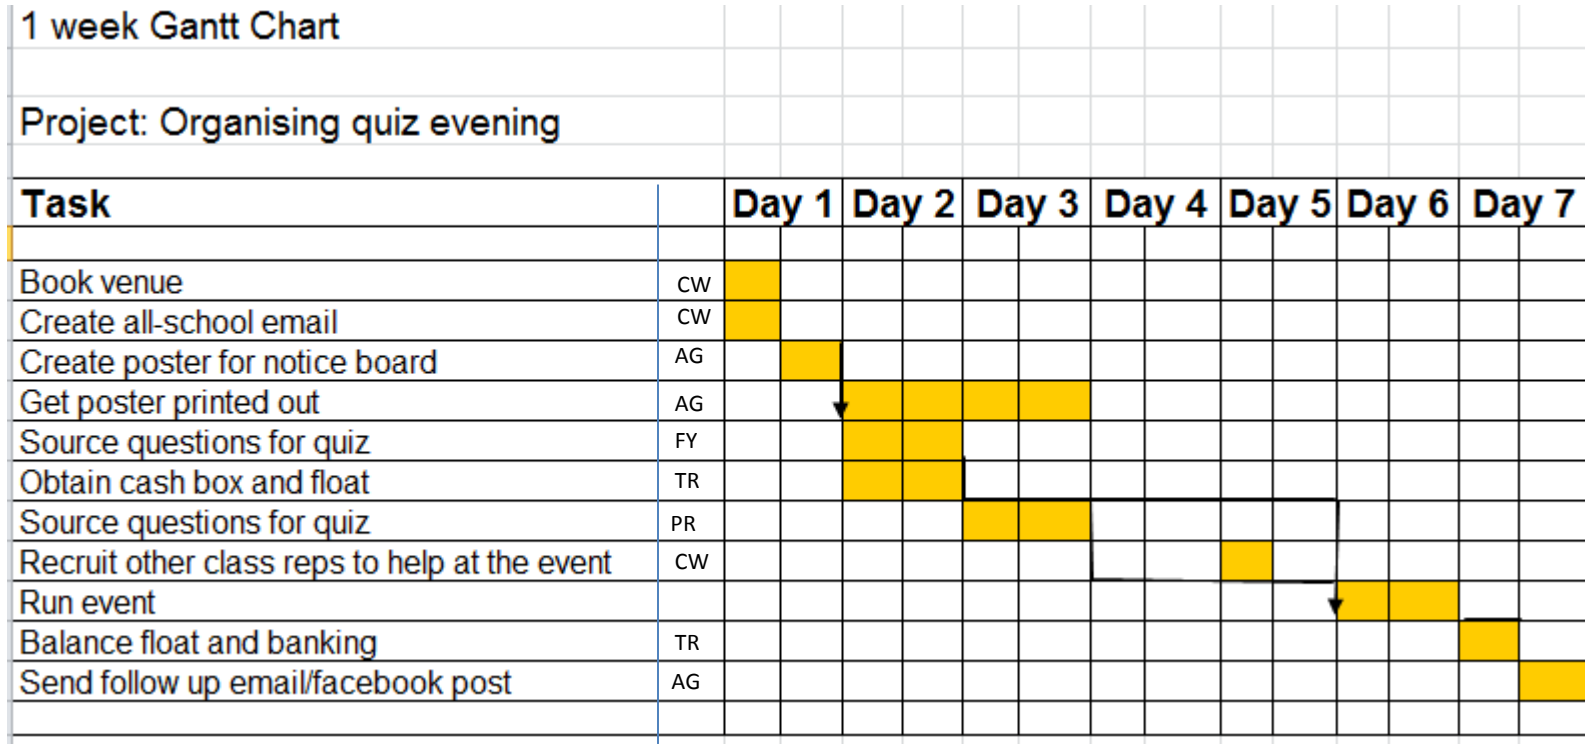 1 week Gantt Chart
Project: Organising quiz evening
Task Day 1 Day 2 Day 3 Day 4 Day 5 Day 6 Day 7
Book venue CW
Create all-school email CW
Create poster for notice board AG
Get poster printed out AG
Source questions for quiz FY
Obtain cash box and float TR
Source questions for quiz PR
Recruit other class reps to help at the event CW
Run event
Balance float and banking TR
Send follow up email/facebook post AG